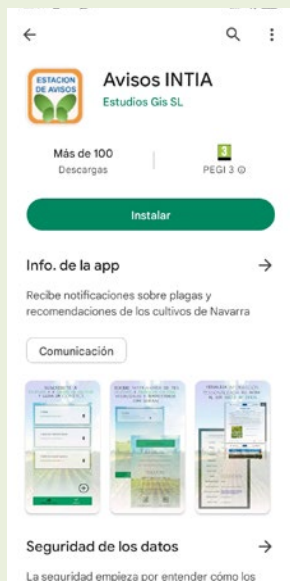 ESTACION
DE AVISOS
Avisos INTIA
Estudios Gis SL
Más de 100
Descargas
3
PEGI 3
Instalar
Info. de la app
Recibe notificaciones sobre plagas y
recomendaciones de los cultivos de Navarra
Comunicación
Seguridad de los datos
La seguridad empieza por entender cómo los